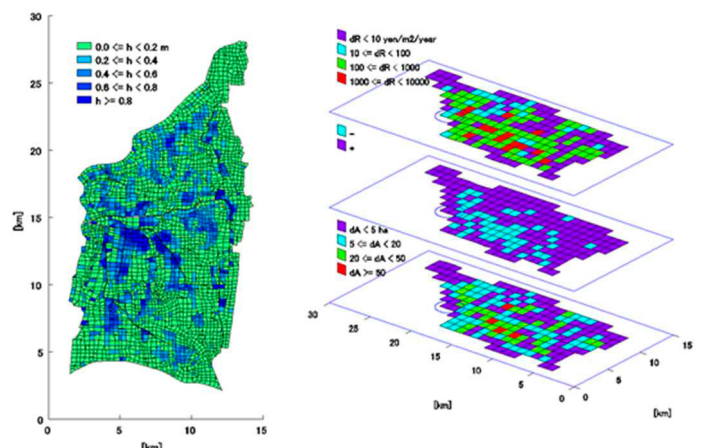 30
25
20
15
10
5
0
[km]
0.0 <= h < 0.2 m
0.2 <= h < 0.4
0.4 <= h < 0.6
0.6 <= h < 0.8
h >= 0.8
0 5 10 15
[km]
dR < 10 yen/m2/year
10 <= dR < 100
100 <= dR < 1000
1000 <= dR < 10000
-
+
dA < 5 ha
5 <= dA < 20
20 <= dA < 50
dA >= 50
30
25
20
15
10
5
0
[km]
0
5
10
15
[km]